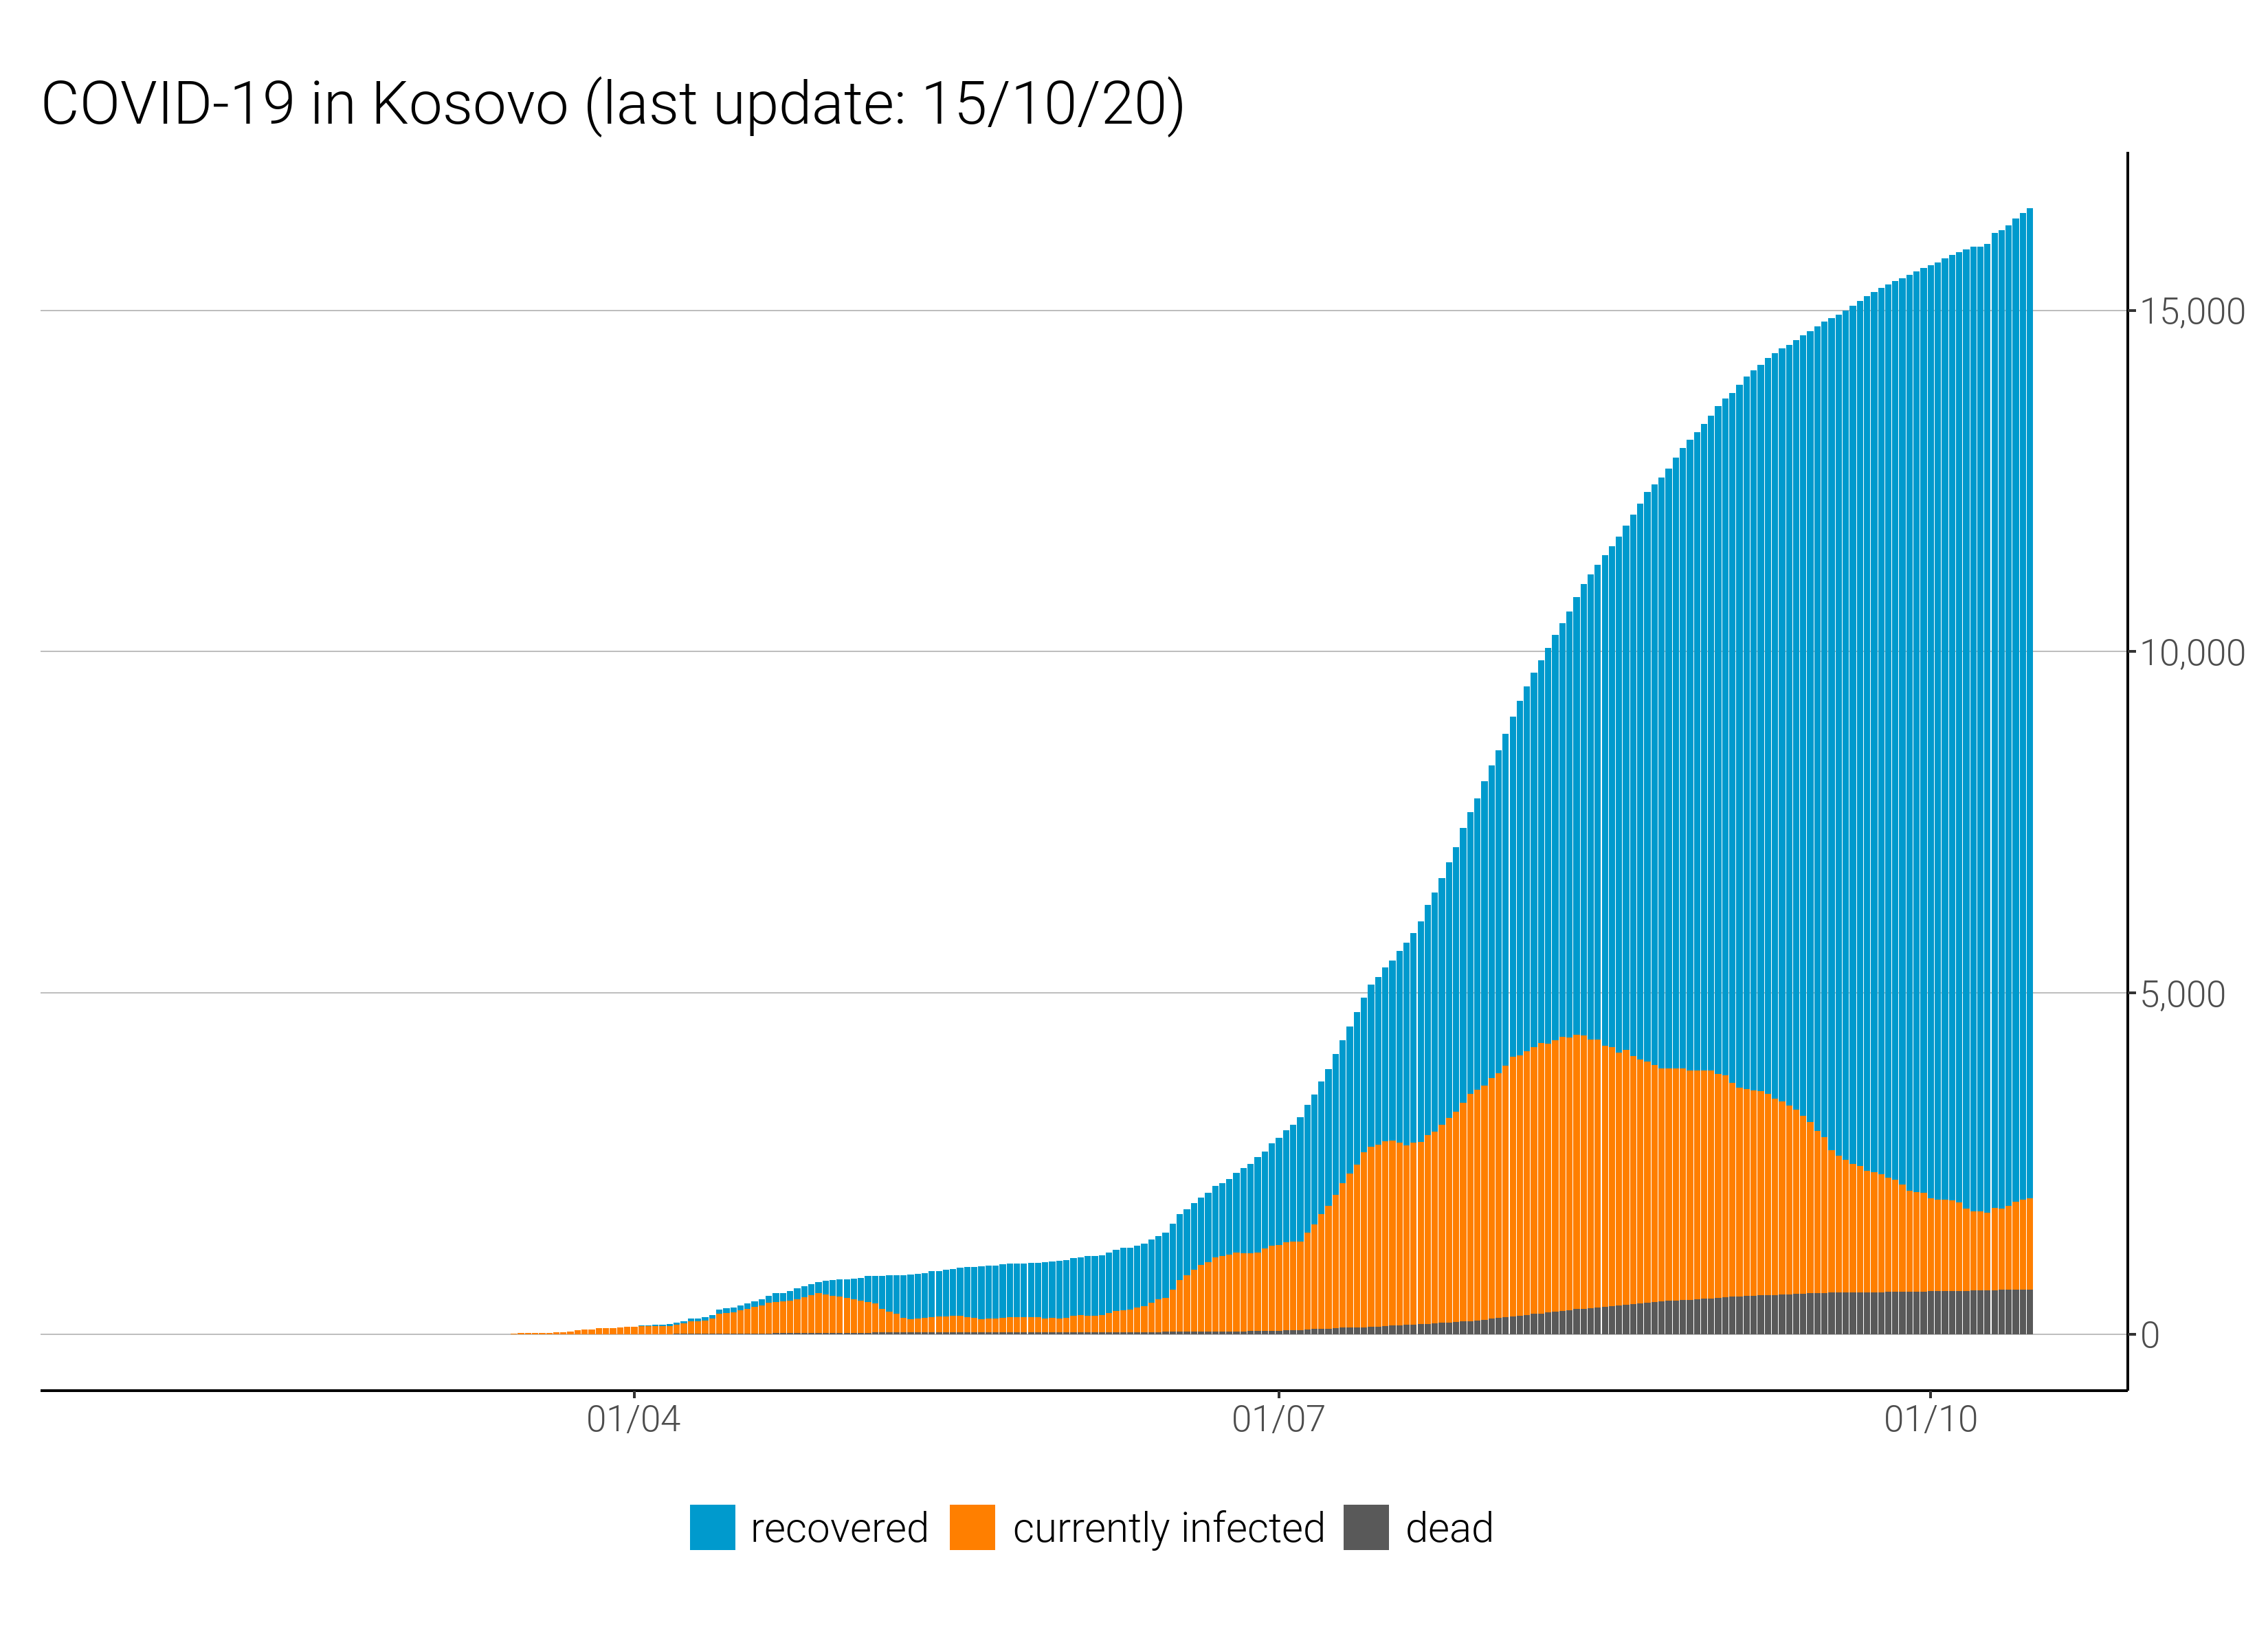 COVID-19 in Kosovo (last update: 15/10/20)
15,000
10,000
5,000
0
01/04 01/07 01/10
recovered currently infected dead